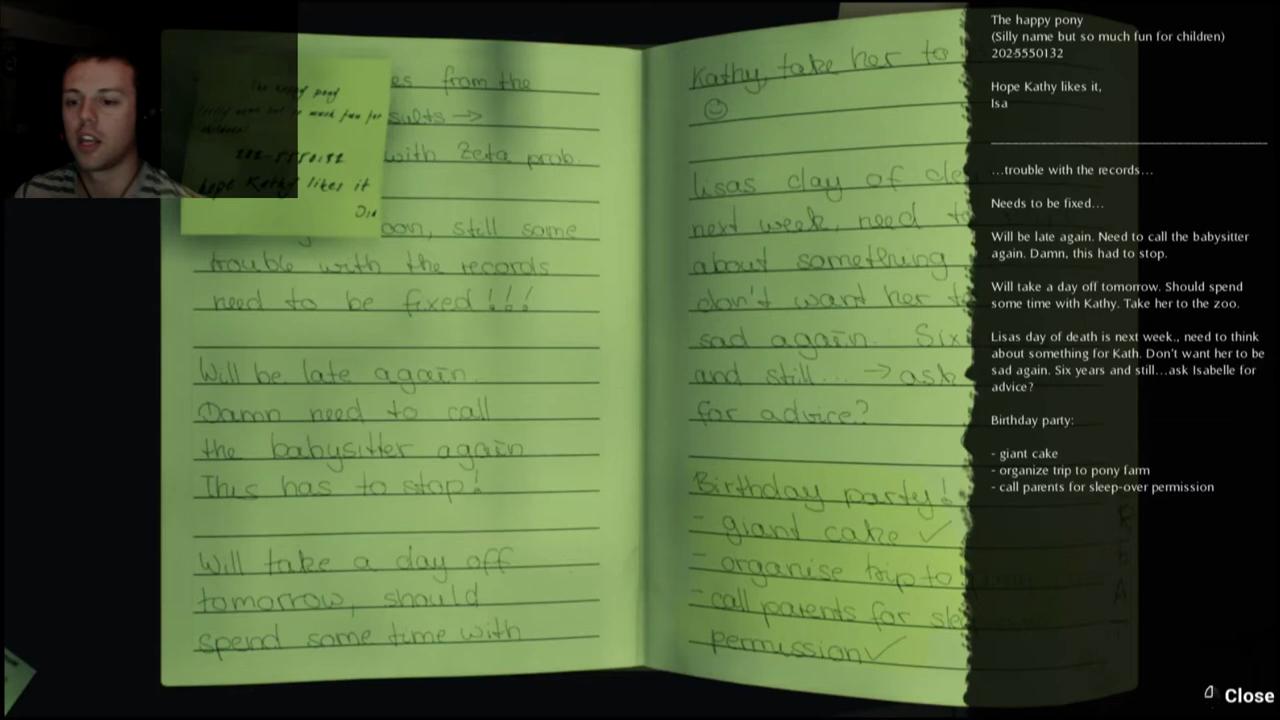 The happy pony
202-5550132
hope Kathy likes it
Isa
es from the
sults →
with Zeta prob.
oon, still some
trouble with the records
need to be fixed!!!
Will be late again.
Damn need to call
the babysitter again
This has to stop!
Will take a day off
tomorrow, should
spend some time with
Kathy, take her to
☺
lisas day of de
next week, need to
about something
don't want her to
sad again. Six
and still... → ask
for advice?
Birthday party!
- giant cake ✓
- organise trip to
- call parents for sle
permission ✓
The happy pony
(Silly name but so much fun for children)
2025550132
Hope Kathy likes it,
Isa
...trouble with the records...
Needs to be fixed...
Will be late again. Need to call the babysitter
again. Damn, this had to stop.
Will take a day off tomorrow. Should spend
some time with Kathy. Take her to the zoo.
Lisas day of death is next week., need to think
about something for Kath. Don't want her to be
sad again. Six years and still...ask Isabelle for
advice?
Birthday party:
- giant cake
- organize trip to pony farm
- call parents for sleep-over permission
Close